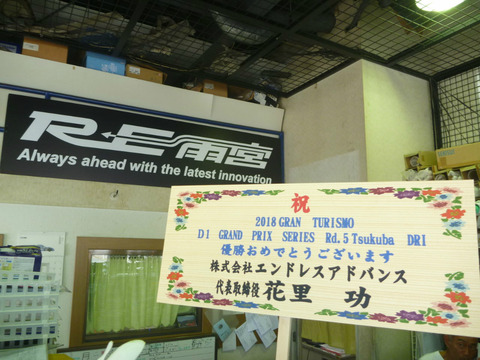 RE雨宮
Always ahead with the latest innovation
祝
2018 GRAN TURISMO
D1 GRAND PRIX SERIES Rd.5 Tsukuba DRI
優勝おめでとうございます
株式会社エンドレスアドバンス
代表取締役 花里 功